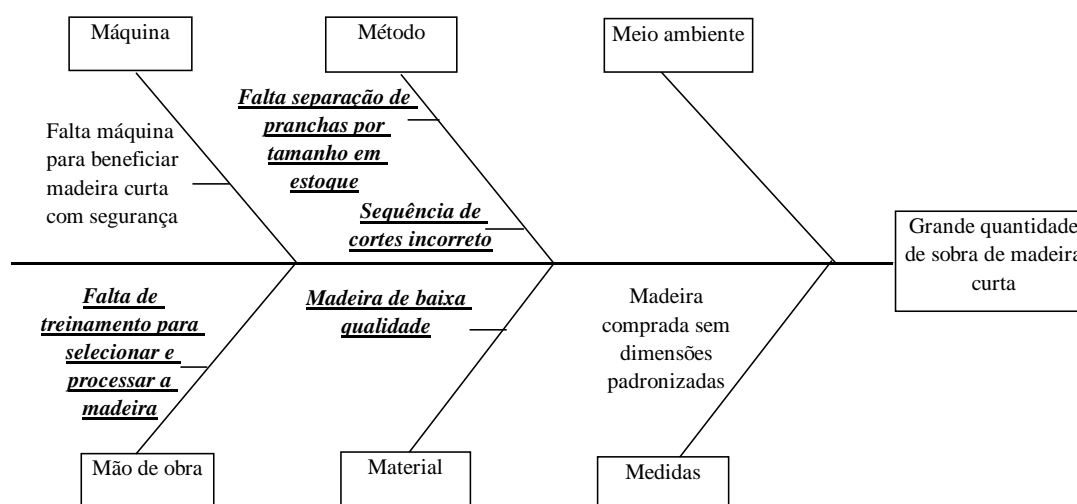 Máquina
Método
Meio ambiente
Falta separação de
pranchas por
tamanho em
estoque
Falta máquina
para beneficiar
madeira curta
com segurança
Sequência de
cortes incorreto
Grande quantidade
de sobra de madeira
curta
Falta de
treinamento para
selecionar e
processar a
madeira
Madeira de baixa
qualidade
Madeira
comprada sem
dimensões
padronizadas
Mão de obra
Material
Medidas